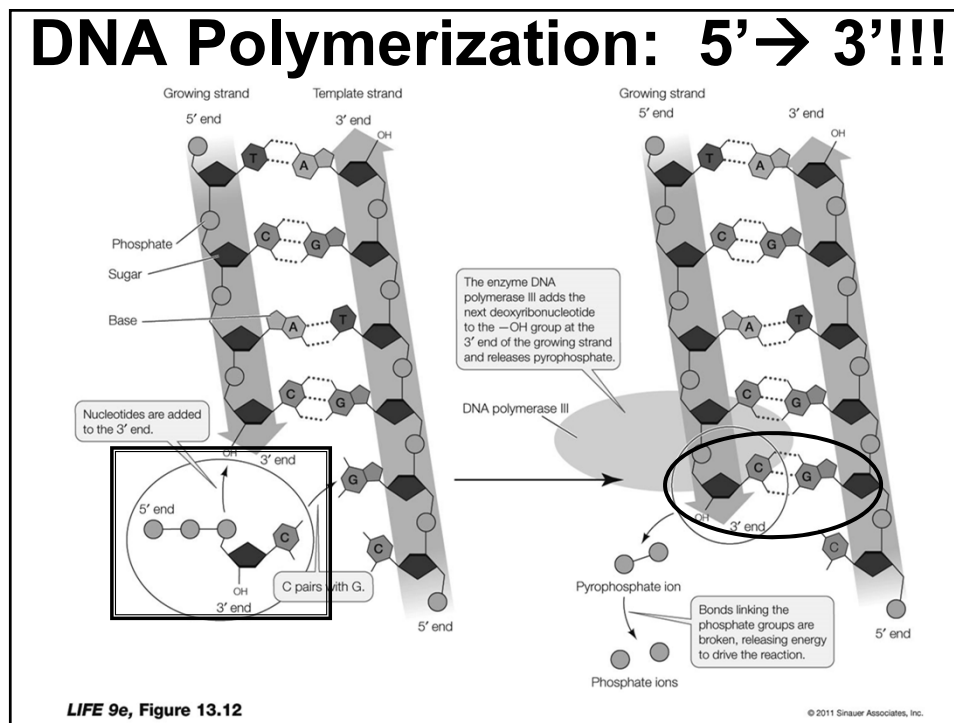 DNA Polymerization: 5’→ 3’!!!
Growing strand
5′ end
Template strand
3′ end
OH
T
A
C
G
A
T
C
G
Phosphate
Sugar
Base
Nucleotides are added
to the 3′ end.
OH
3′ end
5′ end
C
G
C
OH
3′ end
C pairs with G.
5′ end
Growing strand
5′ end
3′ end
OH
T
A
C
G
A
T
C
G
C
G
C
The enzyme DNA
polymerase III adds the
next deoxyribonucleotide
to the —OH group at the
3′ end of the growing strand
and releases pyrophosphate.
DNA polymerase III
OH
3′ end
Pyrophosphate ion
Bonds linking the
phosphate groups are
broken, releasing energy
to drive the reaction.
Phosphate ions
5′ end
LIFE 9e, Figure 13.12
© 2011 Sinauer Associates, Inc.